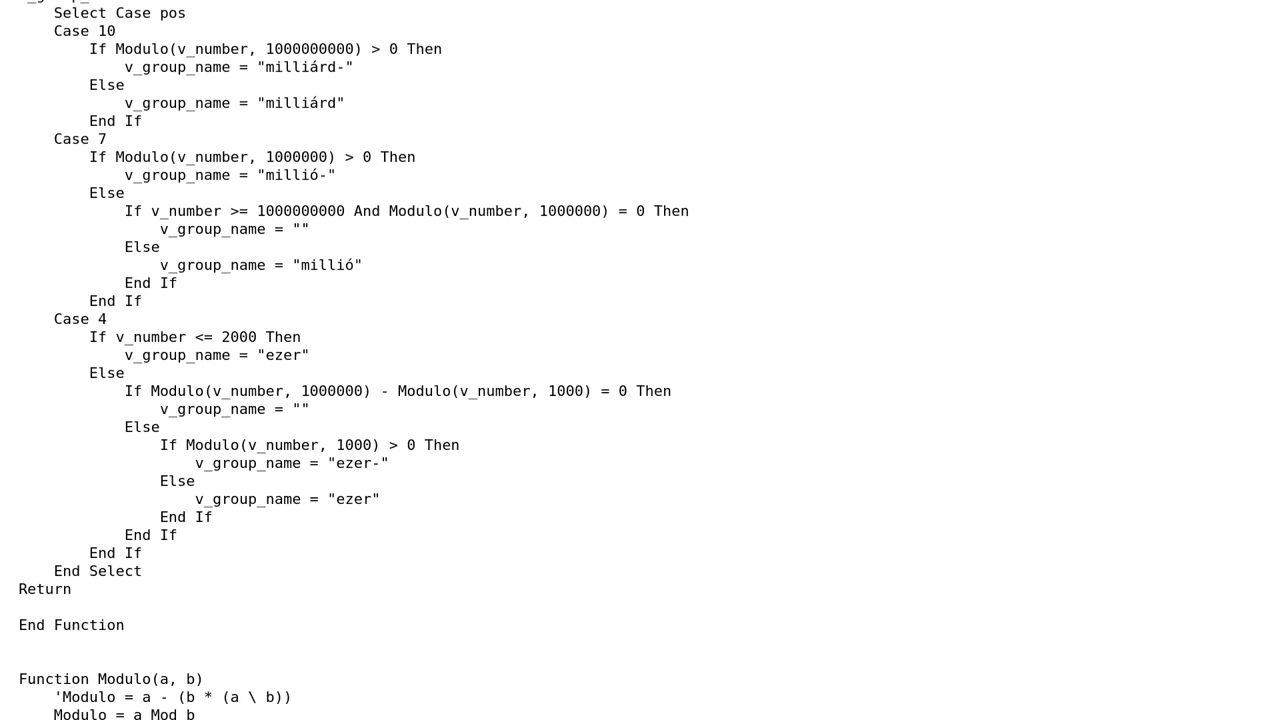 Select Case pos
Case 10
If Modulo(v_number, 1000000000) > 0 Then
v_group_name = "milliárd-"
Else
v_group_name = "milliárd"
End If
Case 7
If Modulo(v_number, 1000000) > 0 Then
v_group_name = "millió-"
Else
If v_number >= 1000000000 And Modulo(v_number, 1000000) = 0 Then
v_group_name = ""
Else
v_group_name = "millió"
End If
End If
Case 4
If v_number <= 2000 Then
v_group_name = "ezer"
Else
If Modulo(v_number, 1000000) - Modulo(v_number, 1000) = 0 Then
v_group_name = ""
Else
If Modulo(v_number, 1000) > 0 Then
v_group_name = "ezer-"
Else
v_group_name = "ezer"
End If
End If
End If
End Select
Return
End Function
Function Modulo(a, b)
'Modulo = a - (b * (a \ b))
Modulo = a Mod b